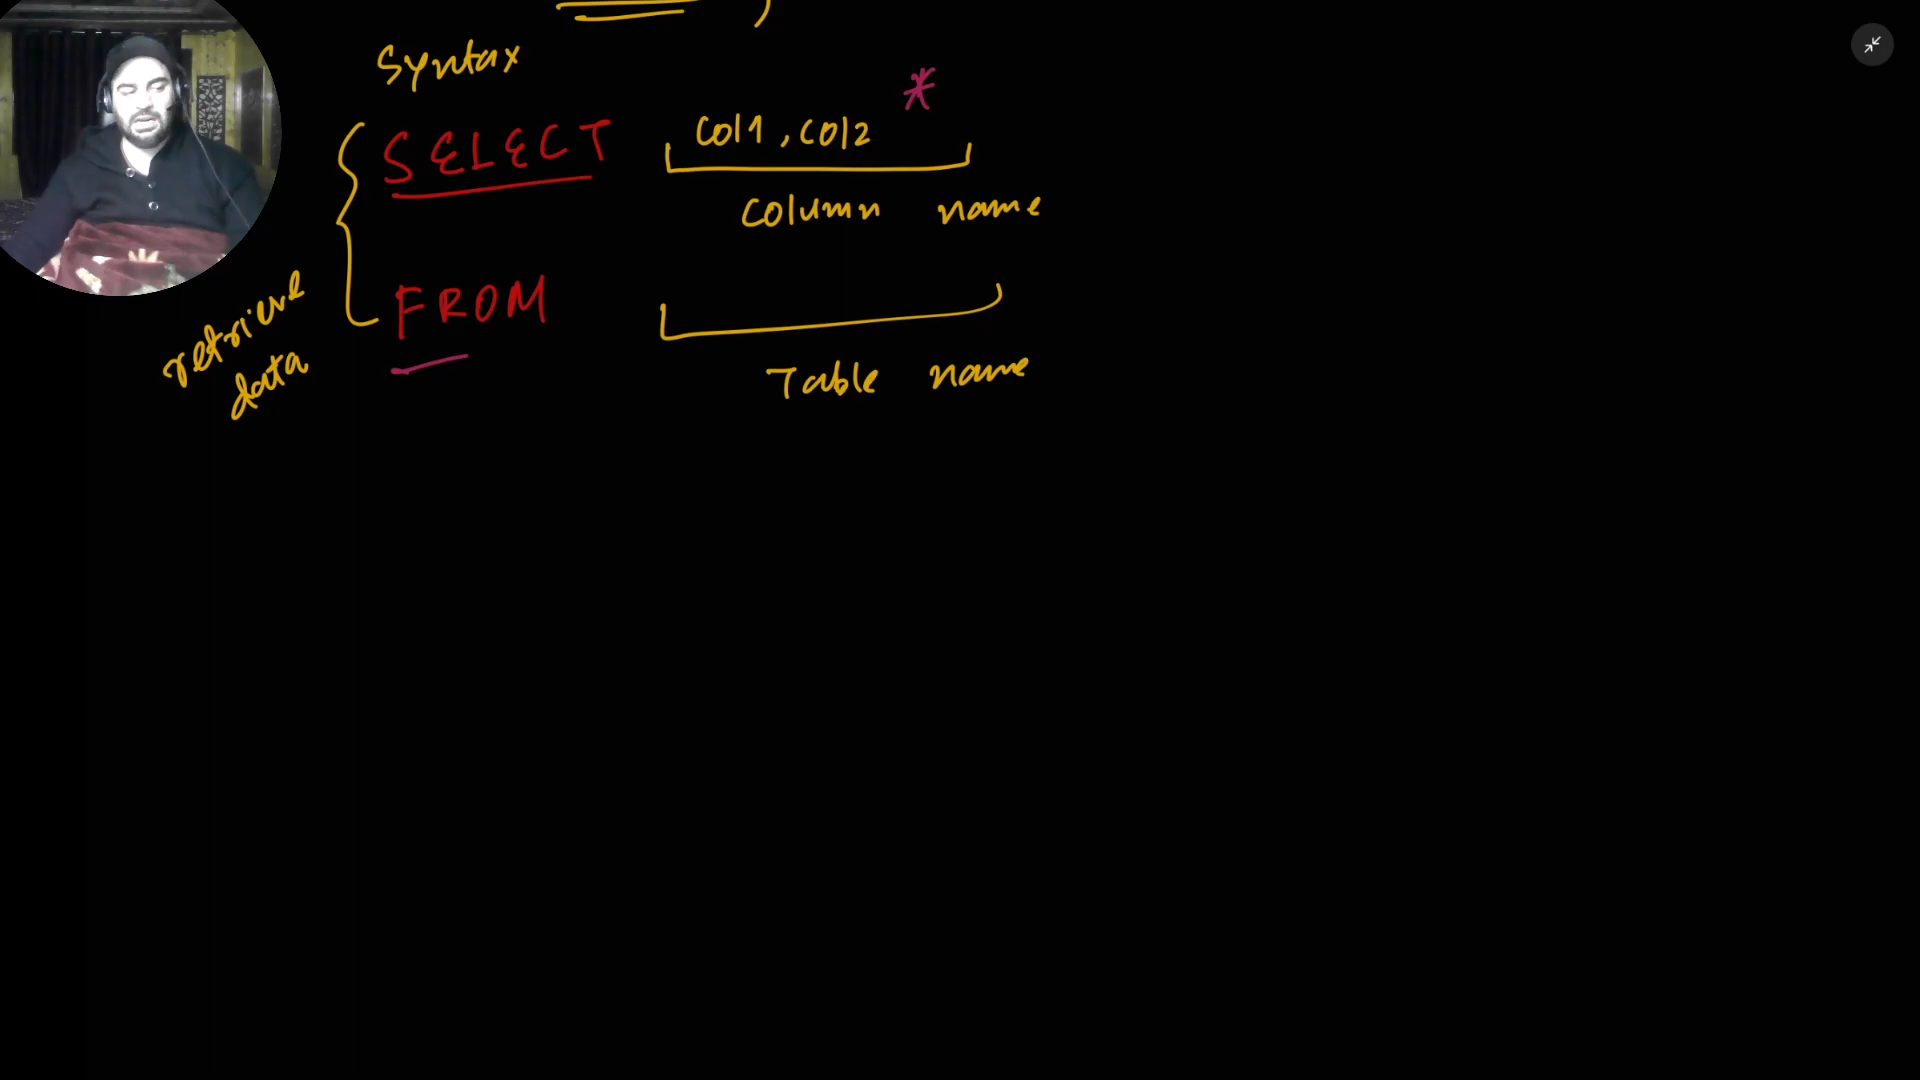 Syntax
*
SELECT col1, col2
column name
FROM
Table name
retrieve
data